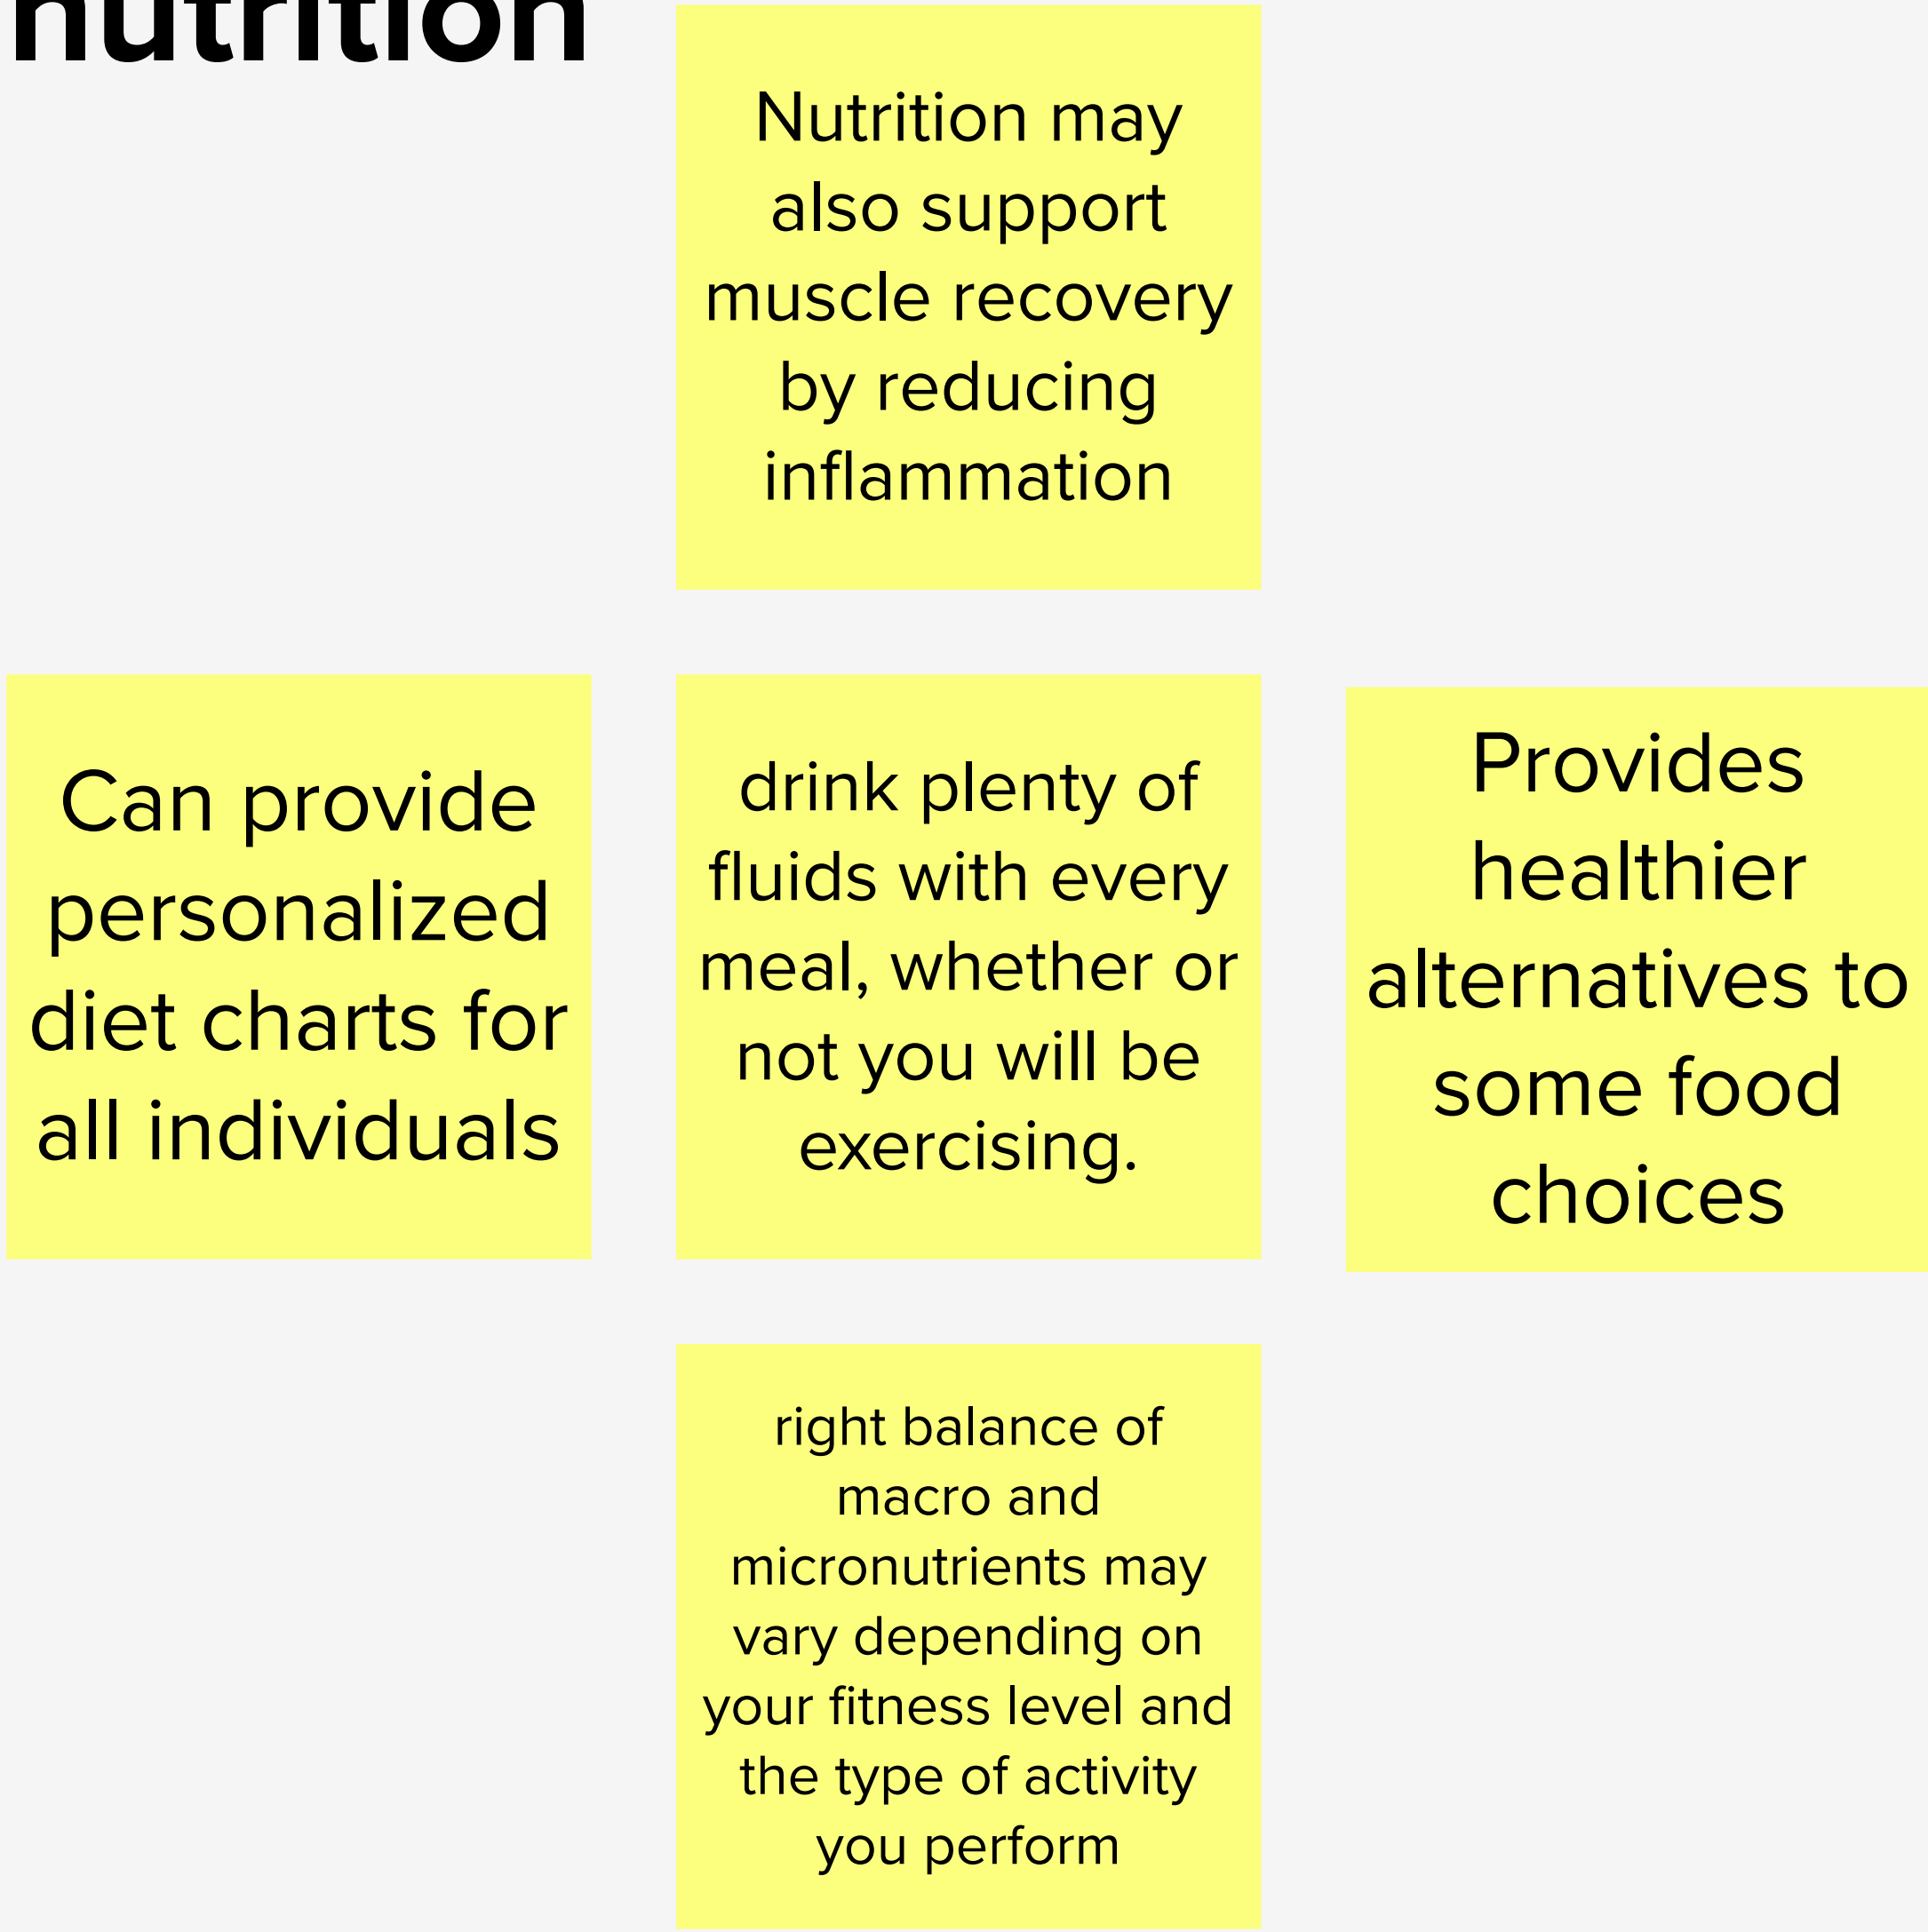 nutrition
Nutrition may
also support
muscle recovery
by reducing
inflammation
Can provide
personalized
diet charts for
all individuals
drink plenty of
fluids with every
meal, whether or
not you will be
exercising.
Provides
healthier
alternatives to
some food
choices
right balance of
macro and
micronutrients may
vary depending on
your fitness level and
the type of activity
you perform